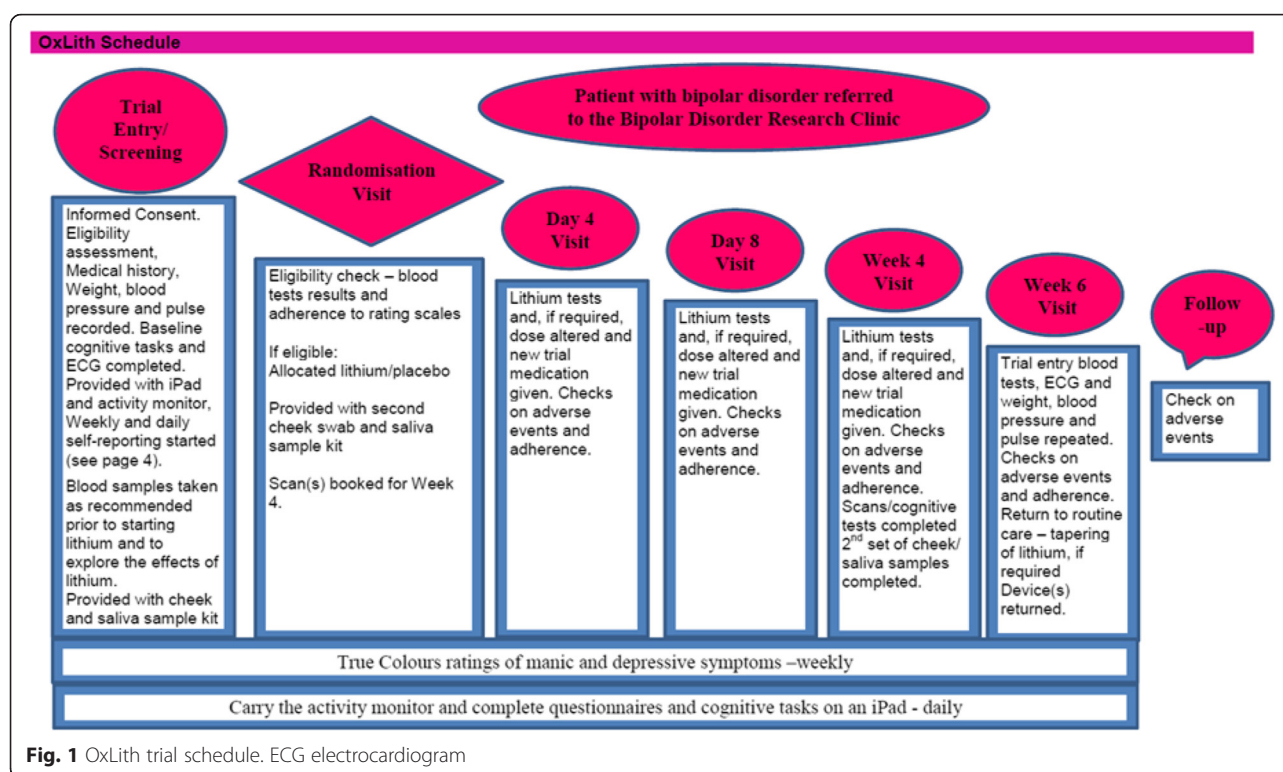 OxLith Schedule
Trial
Entry/
Screening
Patient with bipolar disorder referred
to the Bipolar Disorder Research Clinic
Randomisation
Visit
Day 4
Visit
Day 8
Visit
Week 4
Visit
Week 6
Visit
Follow
-up
Informed Consent.
Eligibility
assessment,
Medical history,
Weight, blood
pressure and pulse
recorded. Baseline
cognitive tasks and
ECG completed.
Provided with iPad
and activity monitor,
Weekly and daily
self-reporting started
(see page 4).
Blood samples taken
as recommended
prior to starting
lithium and to
explore the effects of
lithium.
Provided with cheek
and saliva sample kit
Eligibility check – blood
tests results and
adherence to rating scales
If eligible:
Allocated lithium/placebo
Provided with second
cheek swab and saliva
sample kit
Scan(s) booked for Week
4.
Lithium tests
and, if required,
dose altered and
new trial
medication
given. Checks
on adverse
events and
adherence.
Lithium tests
and, if required,
dose altered and
new trial
medication
given. Checks
on adverse
events and
adherence.
Lithium tests
and, if required,
dose altered and
new trial
medication
given. Checks
on adverse
events and
adherence.
Scans/cognitive
tests completed
2nd set of cheek/
saliva samples
completed.
Trial entry blood
tests, ECG and
weight, blood
pressure and
pulse repeated.
Checks on
adverse events
and adherence.
Return to routine
care – tapering
of lithium, if
required
Device(s)
returned.
Check on
adverse
events
True Colours ratings of manic and depressive symptoms –weekly
Carry the activity monitor and complete questionnaires and cognitive tasks on an iPad - daily
Fig. 1 OxLith trial schedule. ECG electrocardiogram